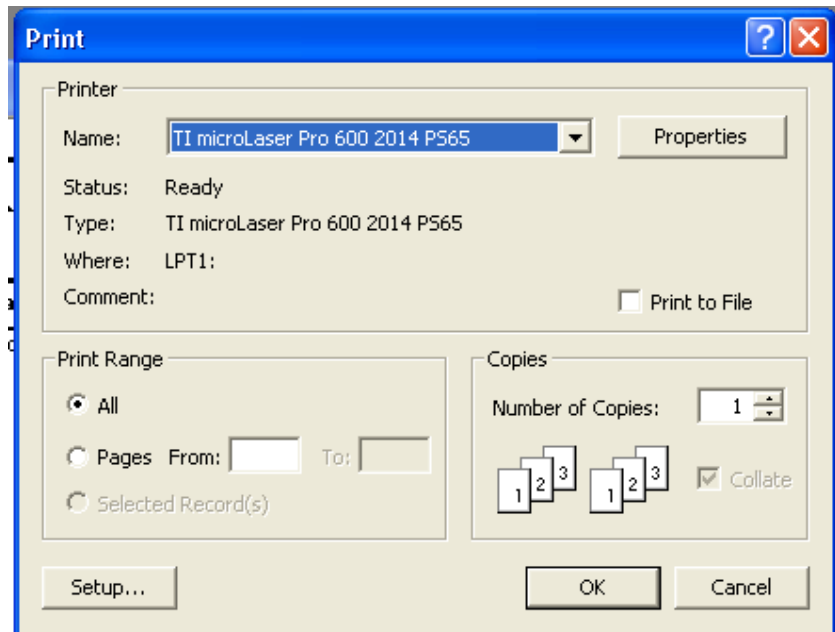 Print
Printer
Name: TI microLaser Pro 600 2014 PS65 Properties
Status: Ready
Type: TI microLaser Pro 600 2014 PS65
Where: LPT1:
Comment: Print to File
Print Range
All
Pages From: To:
Selected Record(s)
Copies
Number of Copies: 1
1 2 3 1 2 3
Collate
Setup... OK Cancel